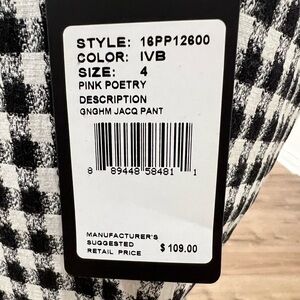 STYLE: 16PP12600
COLOR: IVB
SIZE: 4
PINK POETRY
DESCRIPTION
GNGHM JACQ PANT
8 89448 58481 1
MANUFACTURER'S
SUGGESTED
RETAIL PRICE $ 109.00